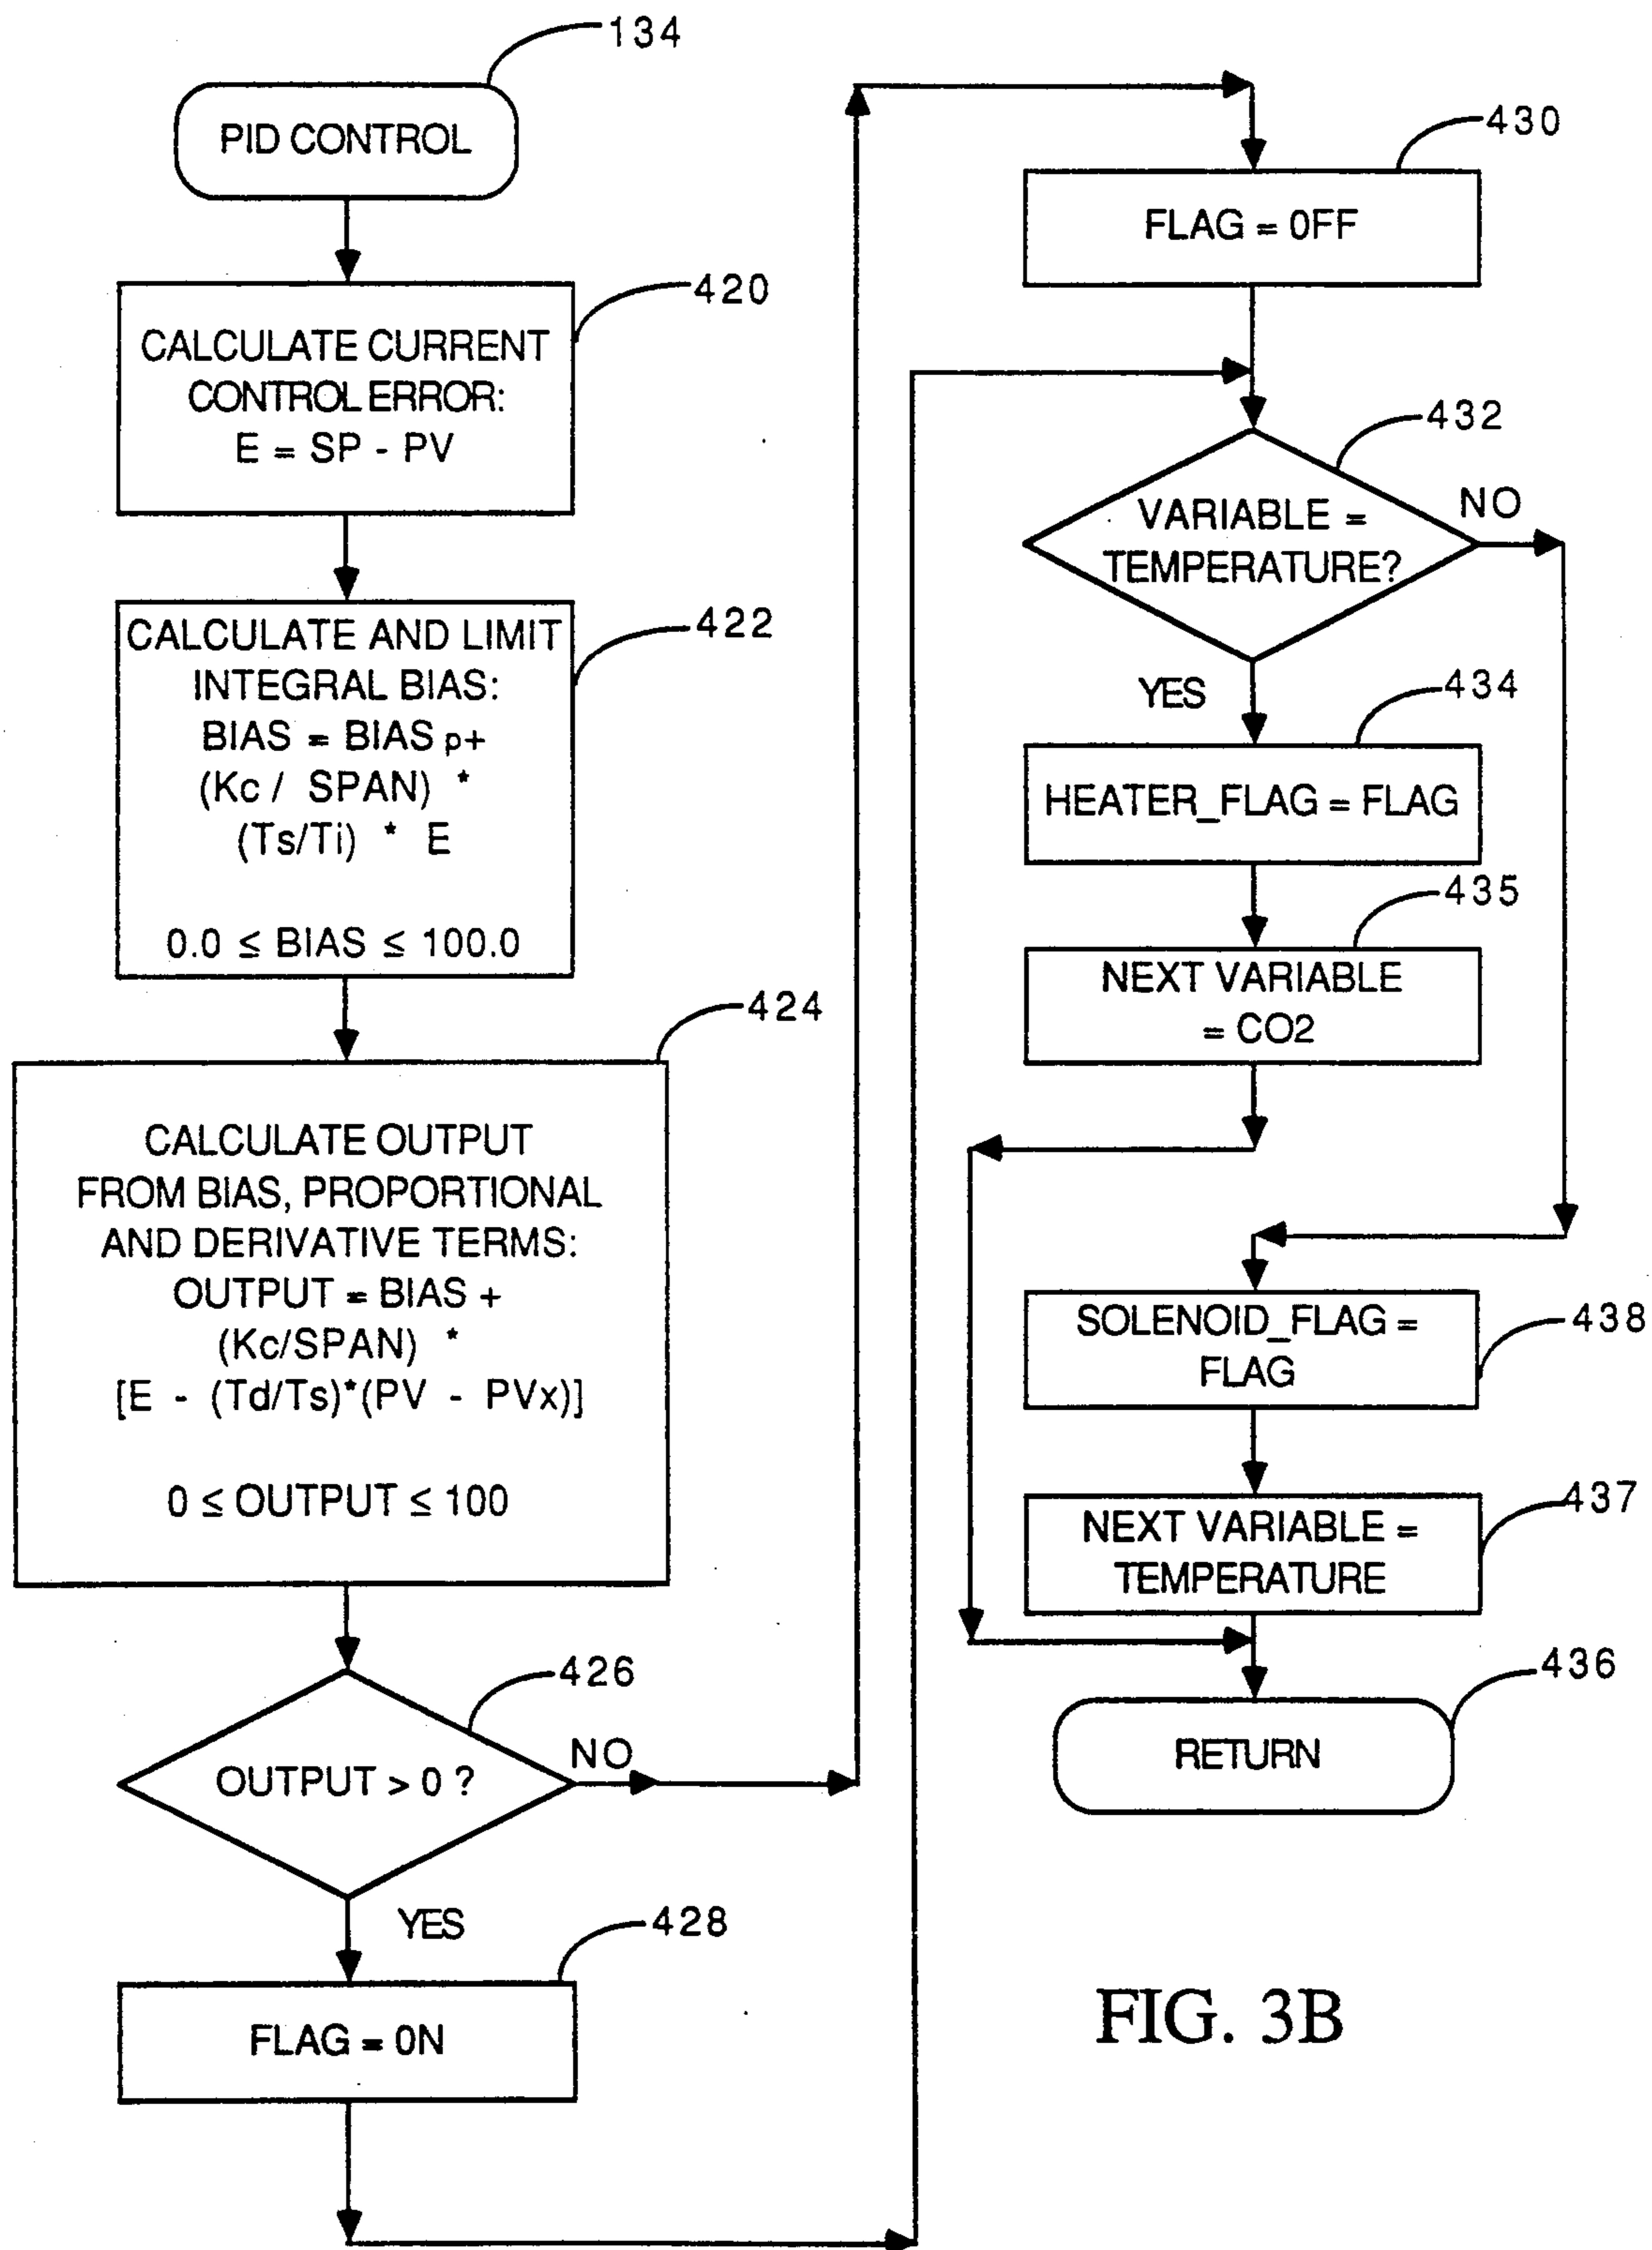 134
PID CONTROL
420
CALCULATE CURRENT
CONTROL ERROR:
E = SP - PV
422
CALCULATE AND LIMIT
INTEGRAL BIAS:
BIAS = BIAS p+
(Kc / SPAN) *
(Ts/Ti) * E
0.0 ≤ BIAS ≤ 100.0
424
CALCULATE OUTPUT
FROM BIAS, PROPORTIONAL
AND DERIVATIVE TERMS:
OUTPUT = BIAS +
(Kc/SPAN) *
[E - (Td/Ts)*(PV - PVx)]
0 ≤ OUTPUT ≤ 100
426
OUTPUT > 0 ?
NO
YES
428
FLAG = 0N
430
FLAG = 0FF
432
VARIABLE =
TEMPERATURE?
NO
YES
434
HEATER_FLAG = FLAG
435
NEXT VARIABLE
= CO2
438
SOLENOID_FLAG =
FLAG
437
NEXT VARIABLE =
TEMPERATURE
436
RETURN
FIG. 3B